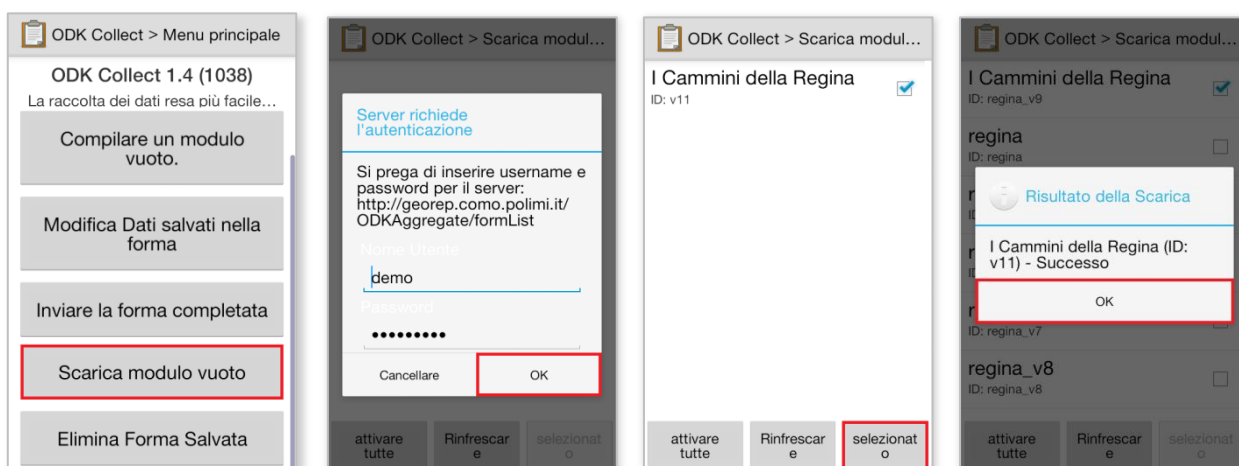 ODK Collect > Menu principale
ODK Collect 1.4 (1038)
La raccolta dei dati resa più facile...
Compilare un modulo
vuoto.
Modifica Dati salvati nella
forma
Inviare la forma completata
Scarica modulo vuoto
Elimina Forma Salvata
ODK Collect > Scarica modul...
Server richiede
l'autenticazione
Si prega di inserire username e
password per il server:
http://georep.como.polimi.it/
ODKAggregate/formList
Nome Utente
demo
Password
•••••••••
Cancellare
OK
attivare
tutte
Rinfrescar
e
selezionat
o
ODK Collect > Scarica modul...
I Cammini della Regina
ID: v11
attivare
tutte
Rinfrescar
e
selezionat
o
ODK Collect > Scarica modul...
I Cammini della Regina
ID: regina_v9
regina
ID: regina
Risultato della Scarica
I Cammini della Regina (ID:
v11) - Successo
OK
ID: regina_v7
regina_v8
ID: regina_v8
attivare
tutte
Rinfrescar
e
selezionat
o